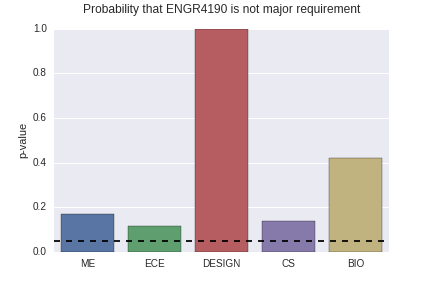 Probability that ENGR4190 is not major requirement
1.0
0.8
0.6
0.4
0.2
0.0
p-value
ME ECE DESIGN CS BIO